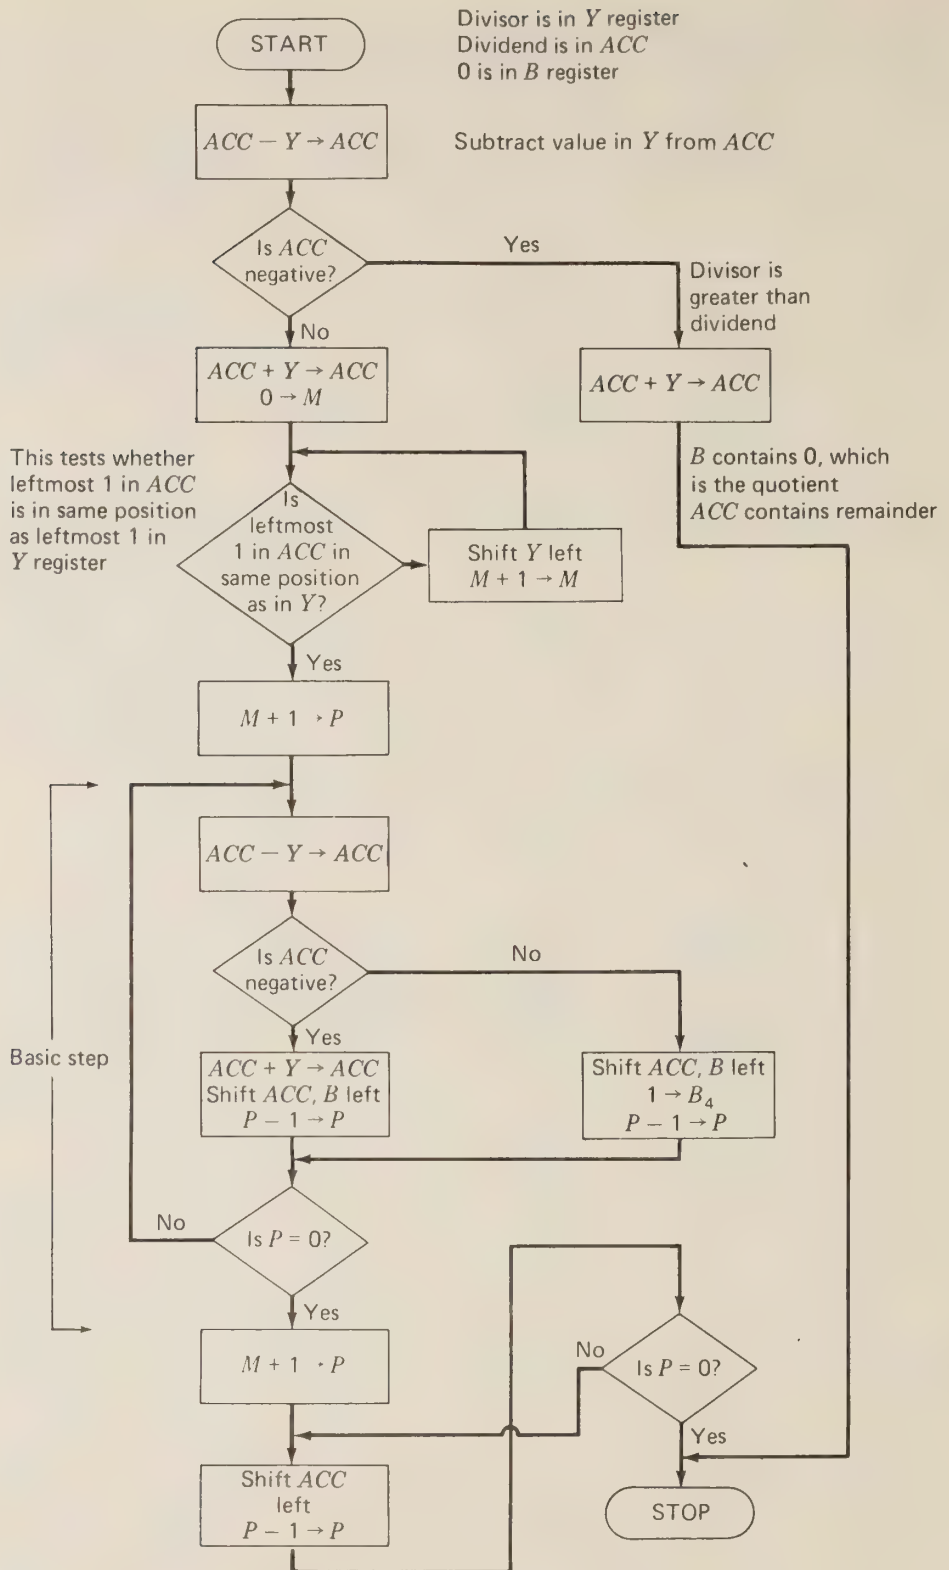 START
Divisor is in Y register
Dividend is in ACC
0 is in B register
ACC − Y → ACC
Subtract value in Y from ACC
Is ACC
negative?
Yes
Divisor is
greater than
dividend
No
ACC + Y → ACC
0 → M
ACC + Y → ACC
This tests whether
leftmost 1 in ACC
is in same position
as leftmost 1 in
Y register
B contains 0, which
is the quotient
ACC contains remainder
Is
leftmost
1 in ACC in
same position
as in Y?
Shift Y left
M + 1 → M
Yes
M + 1 → P
ACC − Y → ACC
Is ACC
negative?
No
Yes
Basic step
ACC + Y → ACC
Shift ACC, B left
P − 1 → P
Shift ACC, B left
1 → B₄
P − 1 → P
No
Is P = 0?
Yes
M + 1 → P
No
Is P = 0?
Yes
Shift ACC
left
P − 1 → P
STOP